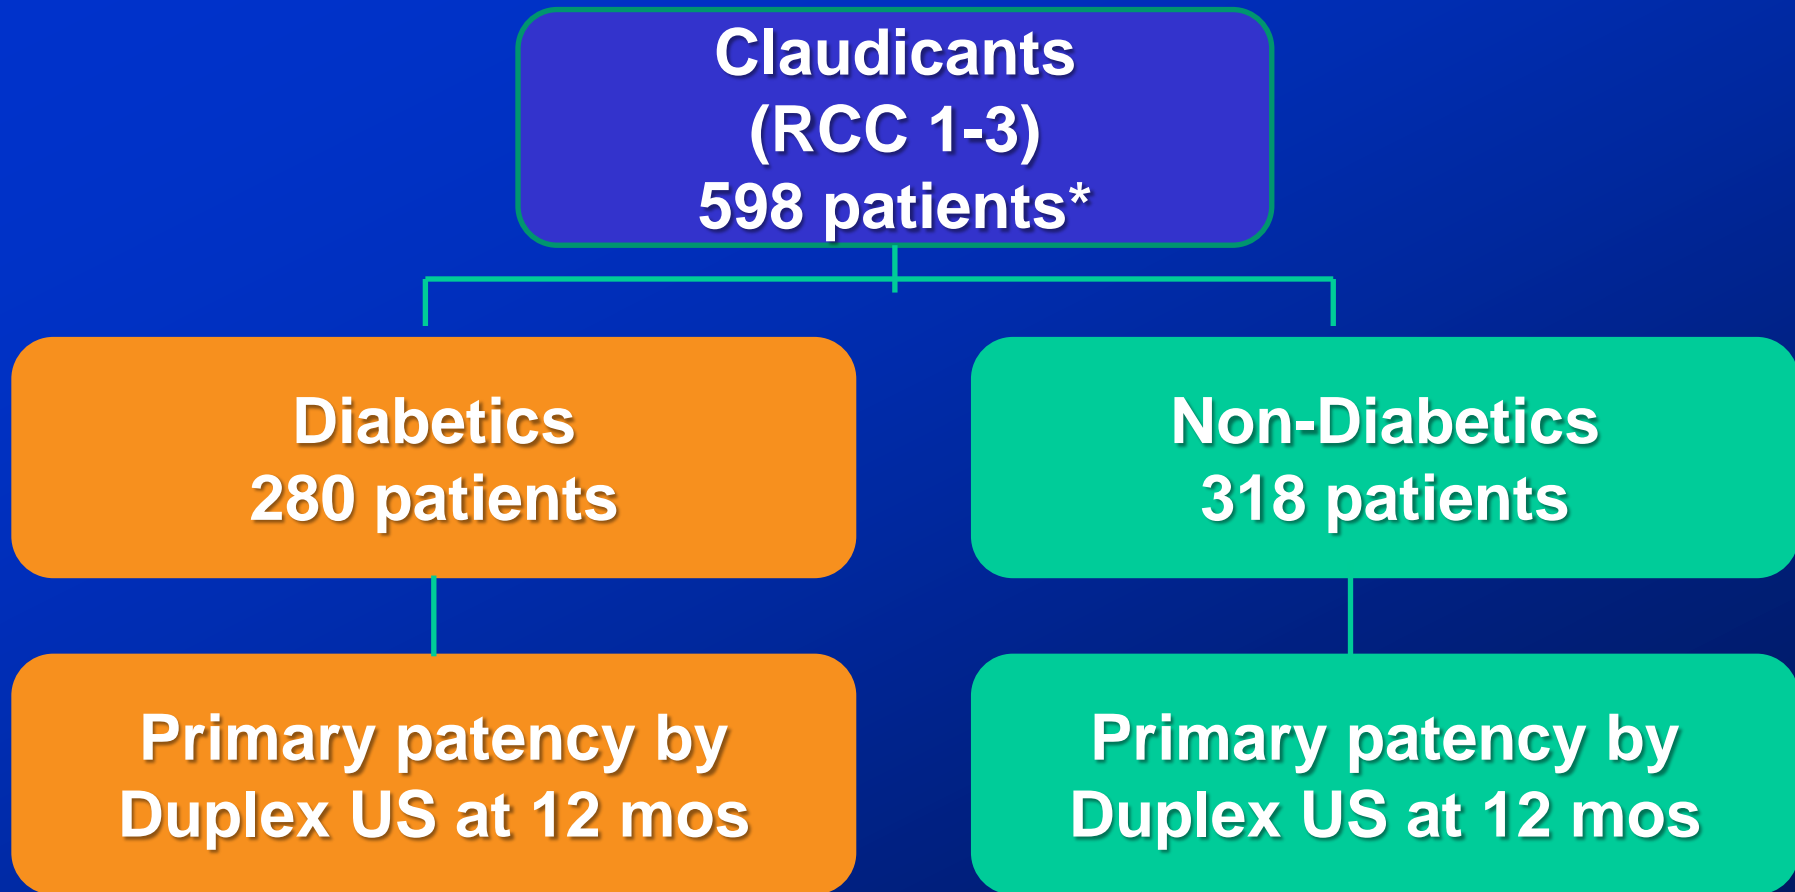 Claudicants
(RCC 1-3)
598 patients*
Diabetics
280 patients
Non-Diabetics
318 patients
Primary patency by
Duplex US at 12 mos
Primary patency by
Duplex US at 12 mos